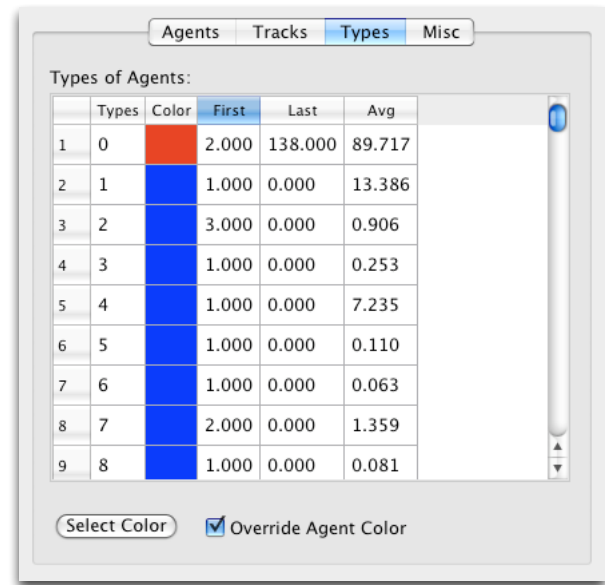 Agents Tracks Types Misc
Types of Agents:
Types Color First Last Avg
1 0 2.000 138.000 89.717
2 1 1.000 0.000 13.386
3 2 3.000 0.000 0.906
4 3 1.000 0.000 0.253
5 4 1.000 0.000 7.235
6 5 1.000 0.000 0.110
7 6 1.000 0.000 0.063
8 7 2.000 0.000 1.359
9 8 1.000 0.000 0.081
Select Color Override Agent Color